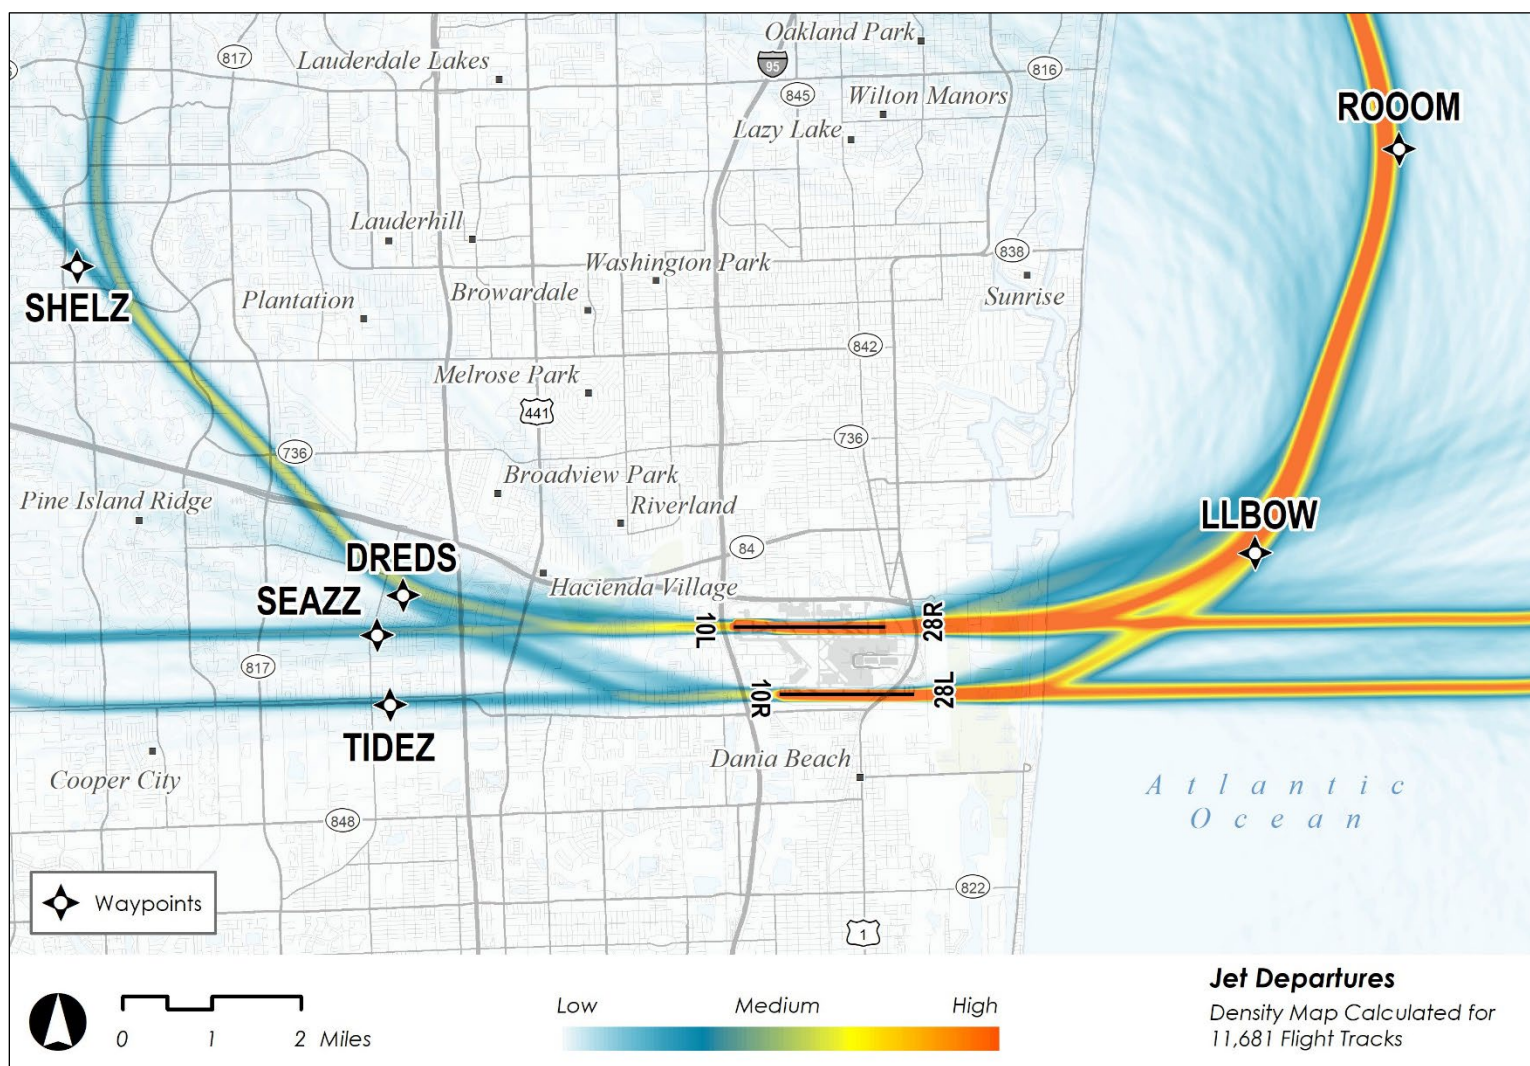 Oakland Park
817
Lauderdale Lakes
95
816
845
Wilton Manors
ROOOM
Lazy Lake
Lauderhill
838
Washington Park
SHELZ
Plantation
Browardale
Sunrise
842
Melrose Park
441
736
736
Broadview Park
Pine Island Ridge
Riverland
LLBOW
84
DREDS
Hacienda Village
SEAZZ
10L
28R
817
10R
28L
TIDEZ
Dania Beach
Cooper City
Atlantic
Ocean
848
822
Waypoints
1
Jet Departures
Low Medium High
Density Map Calculated for
11,681 Flight Tracks
0 1 2 Miles